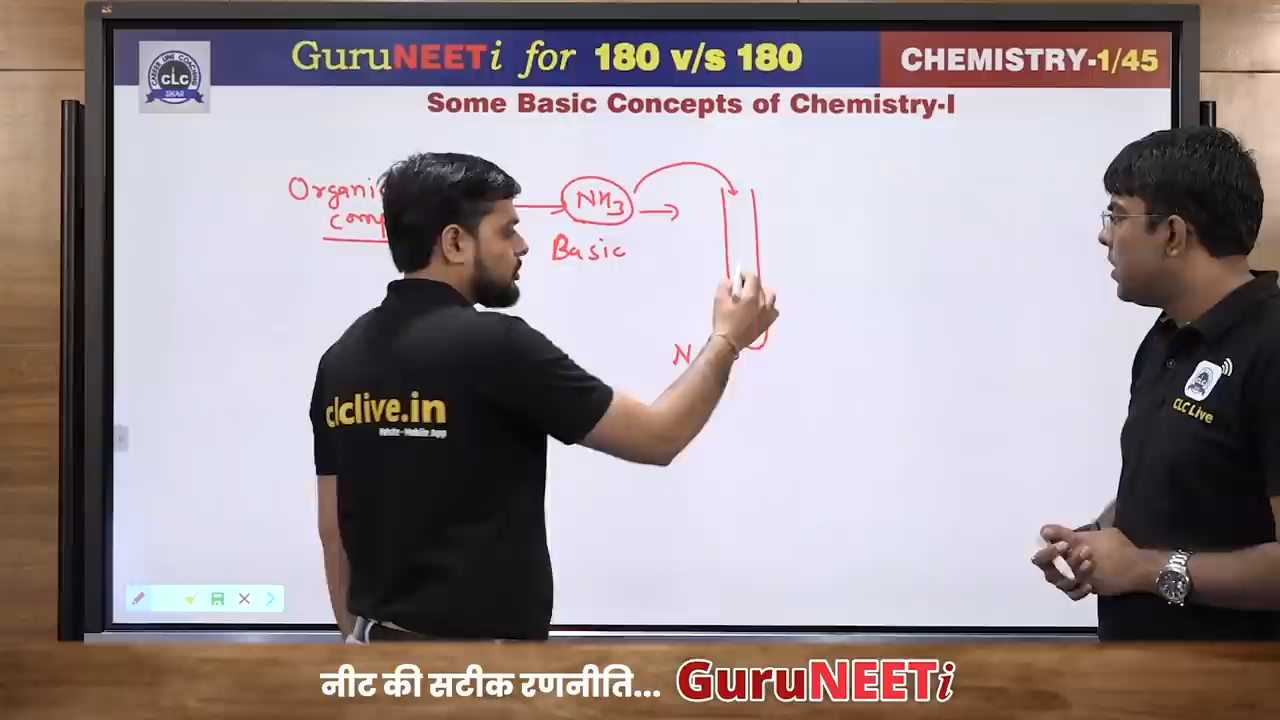 GuruNEETi for 180 v/s 180
CHEMISTRY-1/45
CLC
SIKAR
Some Basic Concepts of Chemistry-I
Organi
comp
NH3
Basic
N
clclive.in
CLC Live
नीट की सटीक रणनीति... GuruNEETi